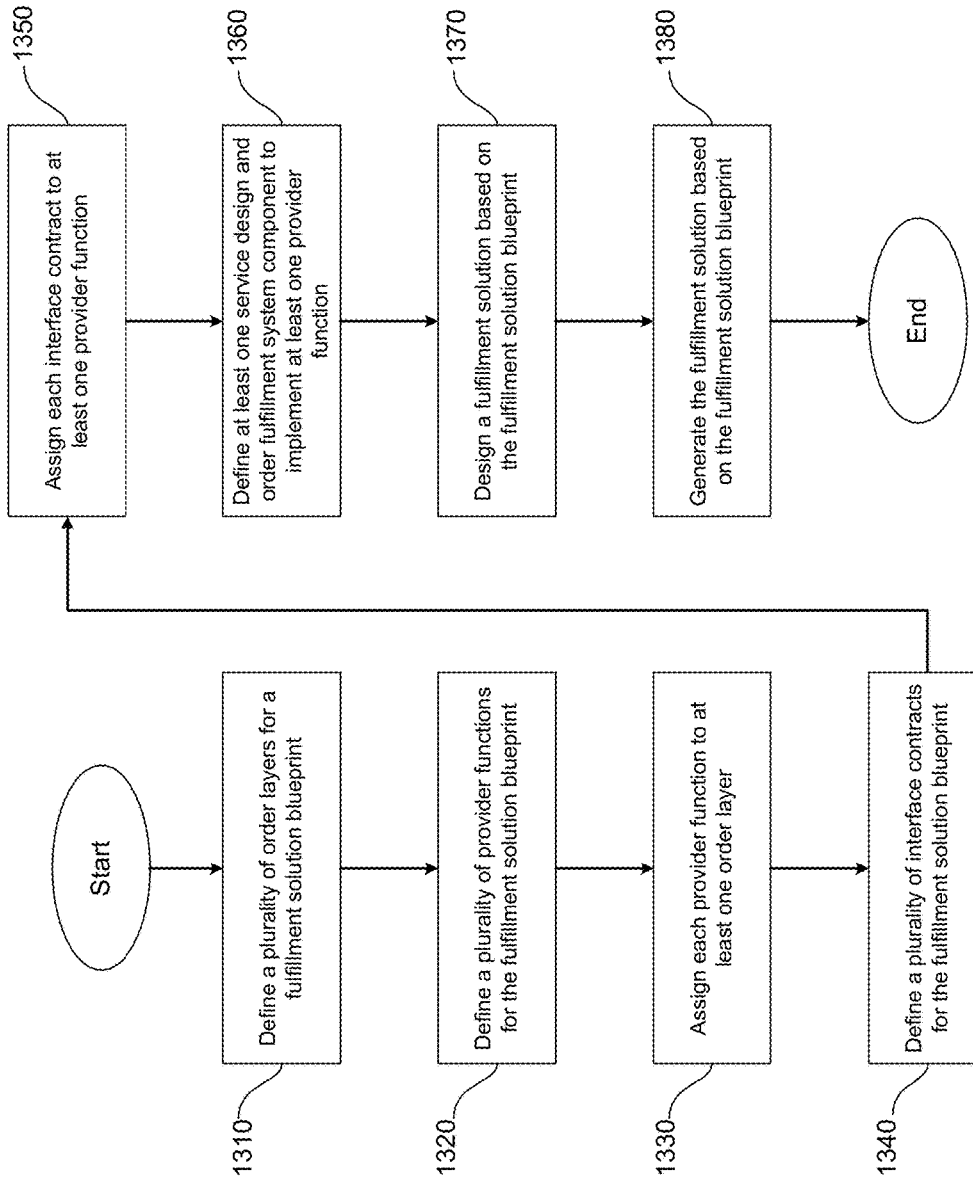 Start
1310
Define a plurality of order layers for a
fulfillment solution blueprint
1320
Define a plurality of provider functions
for the fulfillment solution blueprint
1330
Assign each provider function to at
least one order layer
1340
Define a plurality of interface contracts
for the fulfillment solution blueprint
1350
Assign each interface contract to at
least one provider function
1360
Define at least one service design and
order fulfillment system component to
implement at least one provider
function
1370
Design a fulfillment solution based on
the fulfillment solution blueprint
1380
Generate the fulfillment solution based
on the fulfillment solution blueprint
End